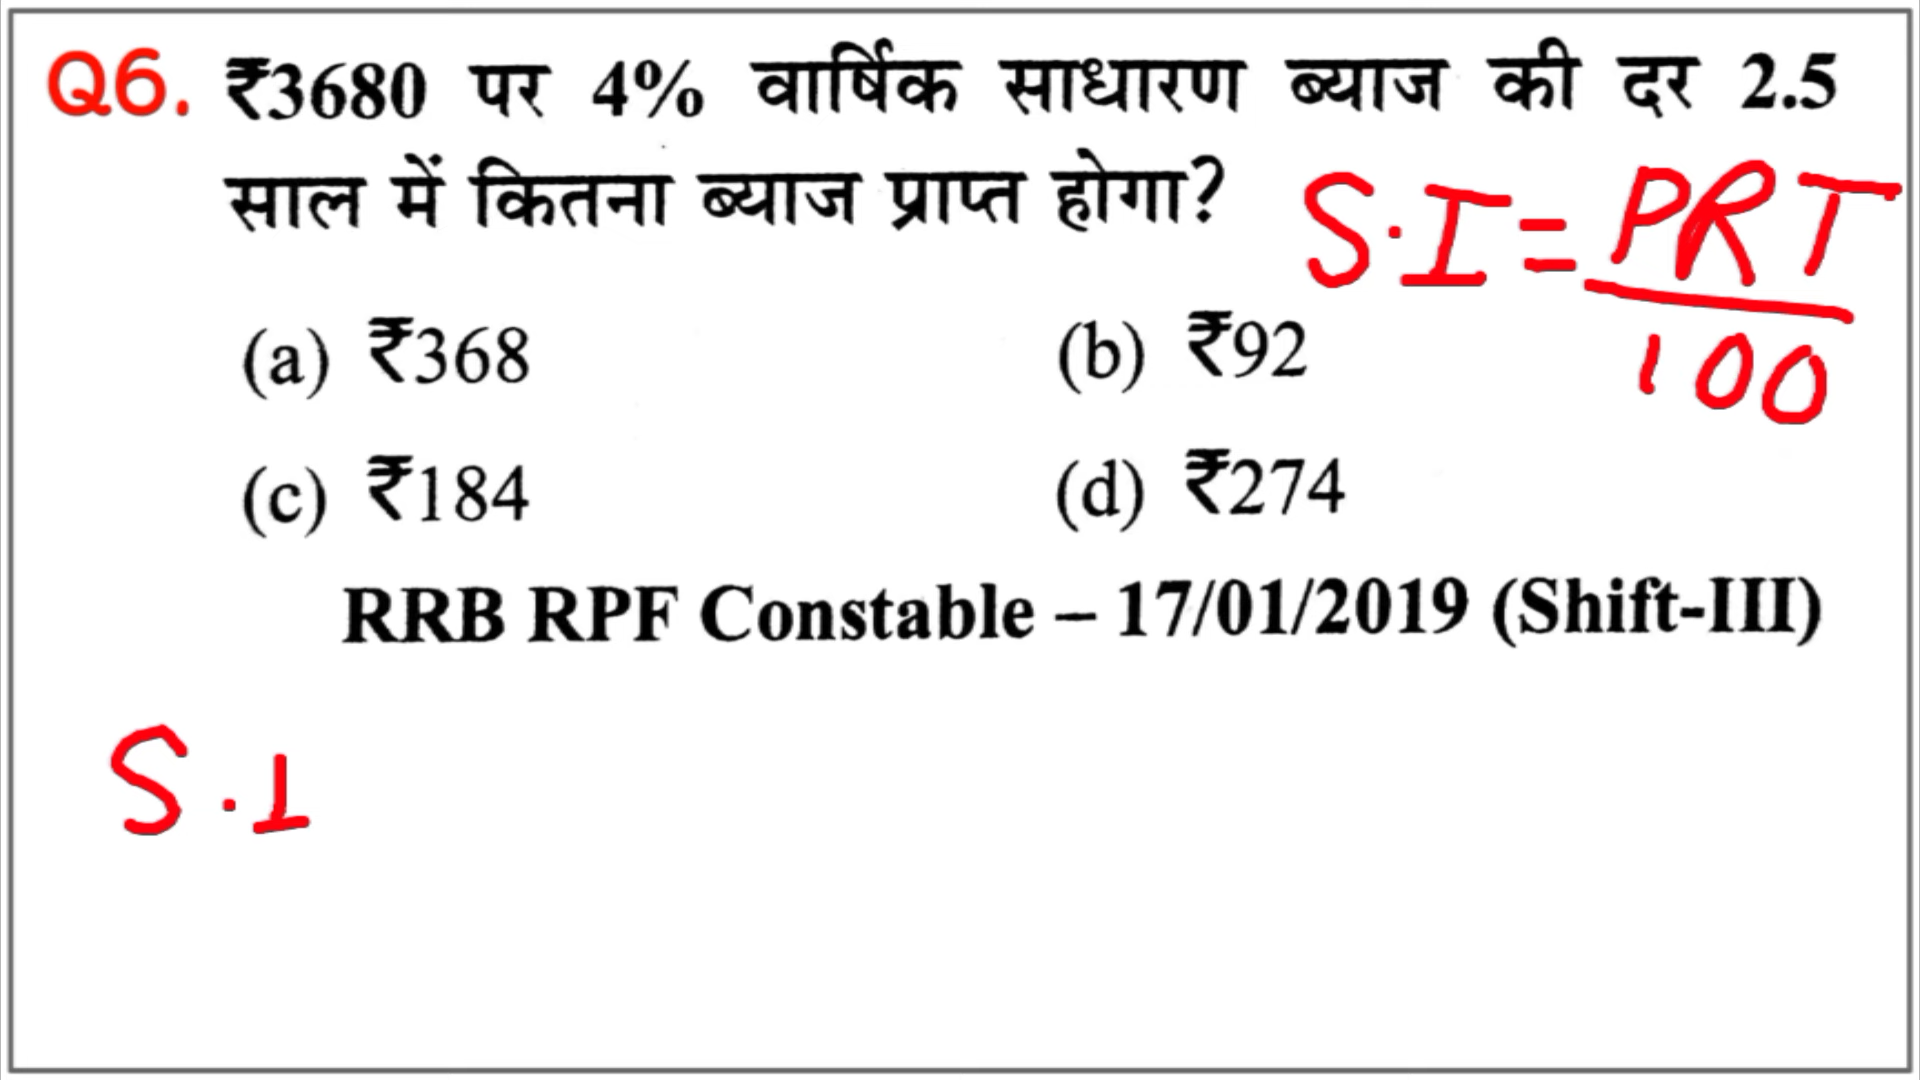 Q6. ₹3680 पर 4% वार्षिक साधारण ब्याज की दर 2.5
साल में कितना ब्याज प्राप्त होगा?
S.I = PRT
100
(a) ₹368 (b) ₹92
(c) ₹184 (d) ₹274
RRB RPF Constable – 17/01/2019 (Shift-III)
S.I